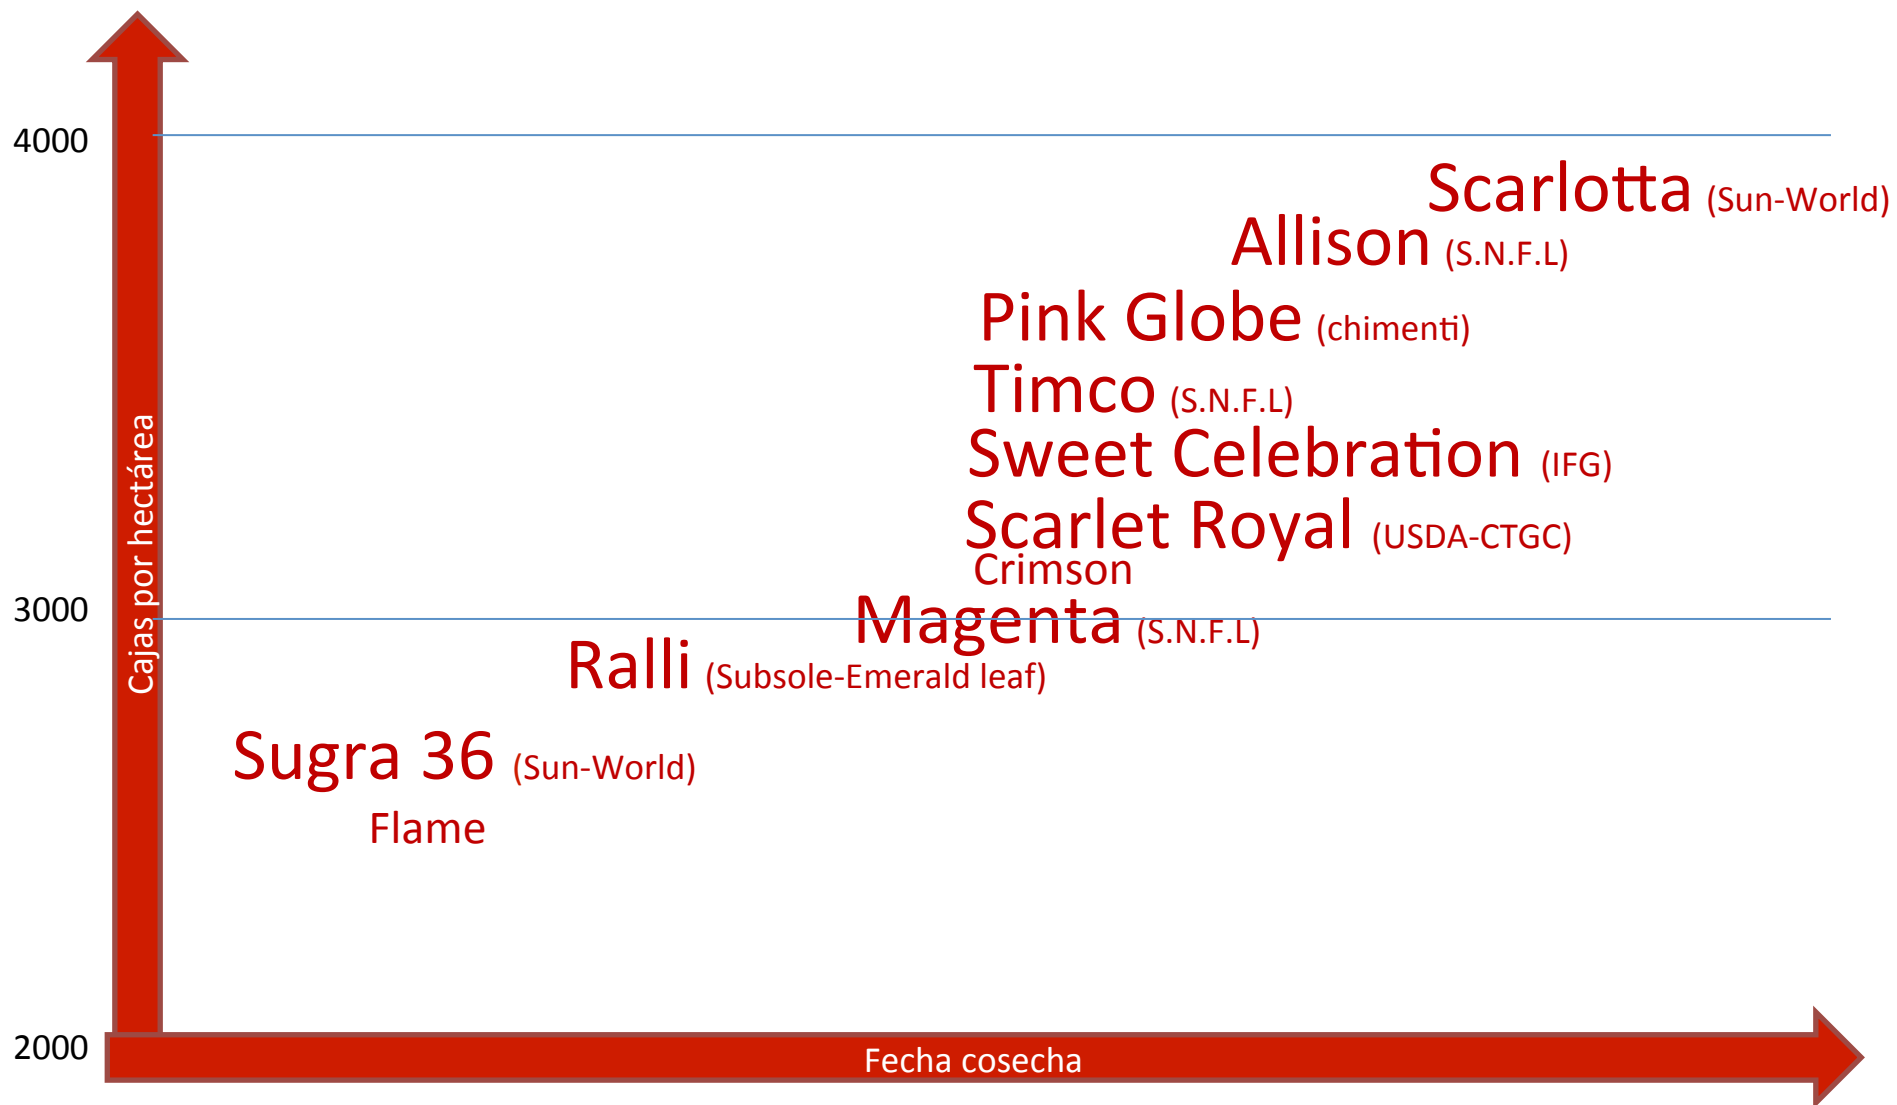 4000
Scarlotta (Sun-World)
Allison (S.N.F.L)
Pink Globe (chimenti)
Timco (S.N.F.L)
Sweet Celebration (IFG)
Scarlet Royal (USDA-CTGC)
Crimson
3000
Magenta (S.N.F.L)
Ralli (Subsole-Emerald leaf)
Sugra 36 (Sun-World)
Flame
Cajas por hectárea
2000
Fecha cosecha